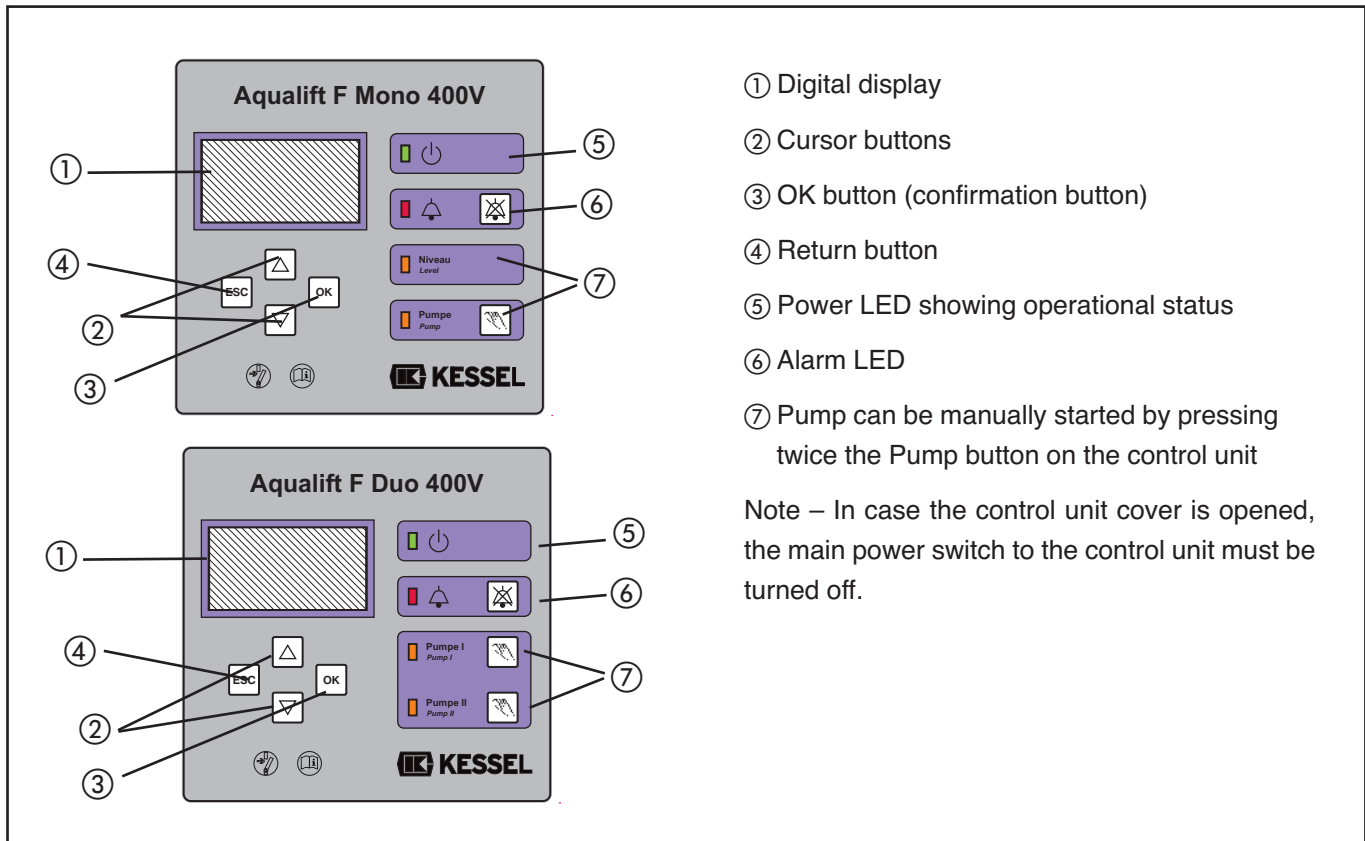 Aqualift F Mono 400V
①
⑤
⑥
④
ESC
OK
Niveau
Level
⑦
②
Pumpe
Pump
③
KESSEL
Aqualift F Duo 400V
①
⑤
⑥
④
ESC
OK
Pumpe I
Pump I
⑦
②
Pumpe II
Pump II
③
KESSEL
① Digital display
② Cursor buttons
③ OK button (confirmation button)
④ Return button
⑤ Power LED showing operational status
⑥ Alarm LED
⑦ Pump can be manually started by pressing
twice the Pump button on the control unit
Note – In case the control unit cover is opened,
the main power switch to the control unit must be
turned off.